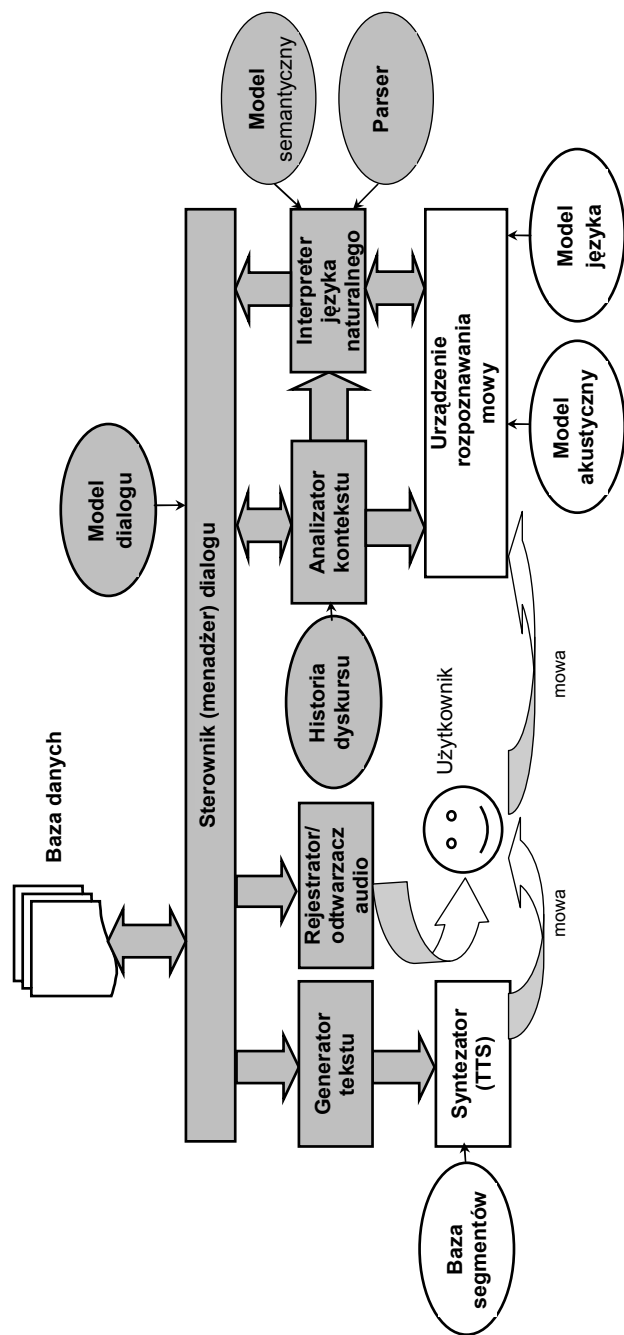 Baza danych
Model
dialogu
Model
semantyczny
Sterownik (menadżer) dialogu
Generator
tekstu
Rejestrator/
odtwarzacz
audio
Historia
dyskursu
Analizator
kontekstu
Interpreter
języka
naturalnego
Parser
Baza
segmentów
Syntezator
(TTS)
Użytkownik
Urządzenie
rozpoznawania
mowy
mowa
mowa
Model
akustyczny
Model
języka